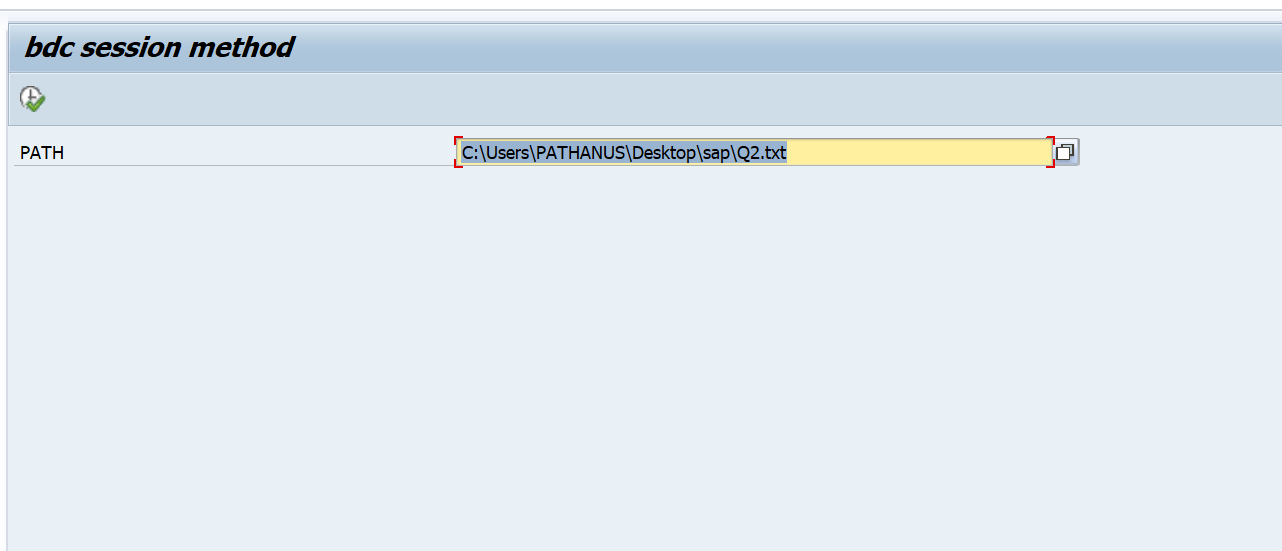 bdc session method
PATH
C:\Users\PATHANUS\Desktop\sap\Q2.txt